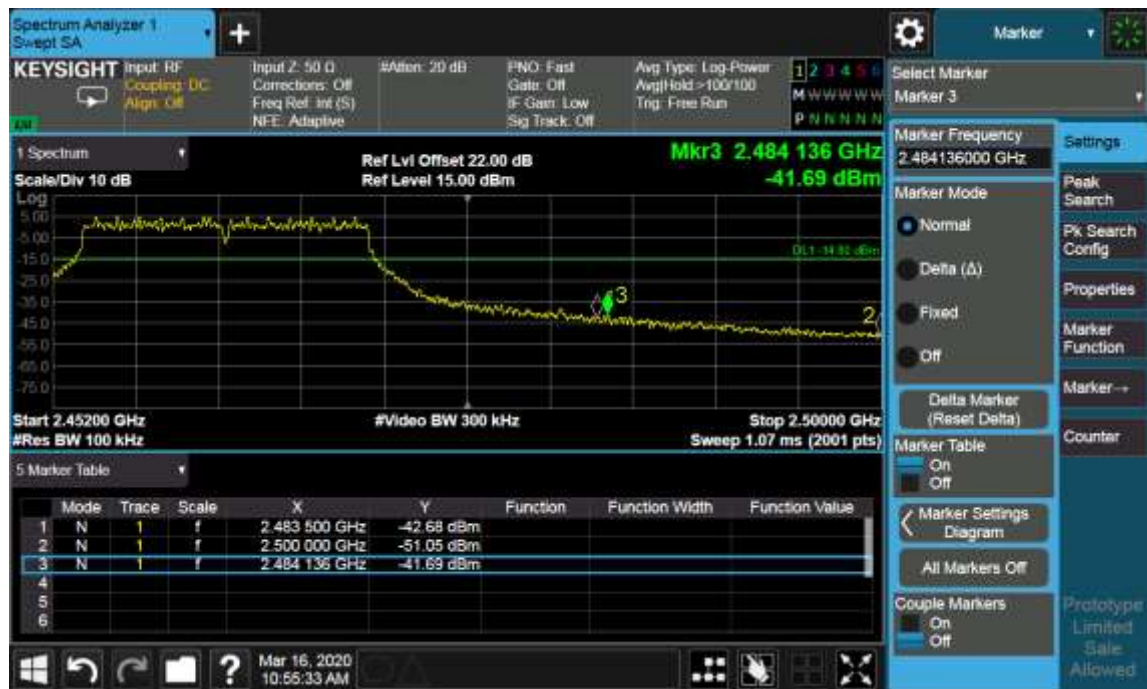 Spectrum Analyzer 1
Swept SA
+
Marker
KEYSIGHT
Input: RF
Coupling: DC
Align: Off
Input Z: 50 Ω
Corrections: Off
Freq Ref: Int (S)
NFE: Adaptive
#Atten: 20 dB
PNO: Fast
Gate: Off
IF Gain: Low
Sig Track: Off
Avg Type: Log-Power
Avg|Hold >100/100
Trig: Free Run
1 2 3 4 5 6
M W W W W W W
P N N N N N
Select Marker
Marker 3
1 Spectrum
Scale/Div 10 dB
Ref Lvl Offset 22.00 dB
Ref Level 15.00 dBm
Mkr3 2.484 136 GHz
-41.69 dBm
Log
5.00
-5.00
-15.0
-25.0
-35.0
-45.0
-65.0
-75.0
DL1 -14.80 dBm
3
2
Start 2.45200 GHz
#Video BW 300 kHz
Stop 2.50000 GHz
#Res BW 100 kHz
Sweep 1.07 ms (2001 pts)
5 Marker Table
Mode Trace Scale X Y Function Function Width Function Value
1 N 1 f 2.483 500 GHz -42.68 dBm
2 N 1 f 2.500 000 GHz -51.05 dBm
3 N 1 f 2.484 136 GHz -41.69 dBm
4
5
6
Marker Frequency
2.484136000 GHz
Marker Mode
Normal
Delta (Δ)
Fixed
Off
Delta Marker
(Reset Delta)
Marker Table
On
Off
Marker Settings
Diagram
All Markers Off
Couple Markers
On
Off
Settings
Peak
Search
Pk Search
Config
Properties
Marker
Function
Marker→
Counter
Prototype
Limited
Sale
Allowed
?
Mar 16, 2020
10:55:33 AM